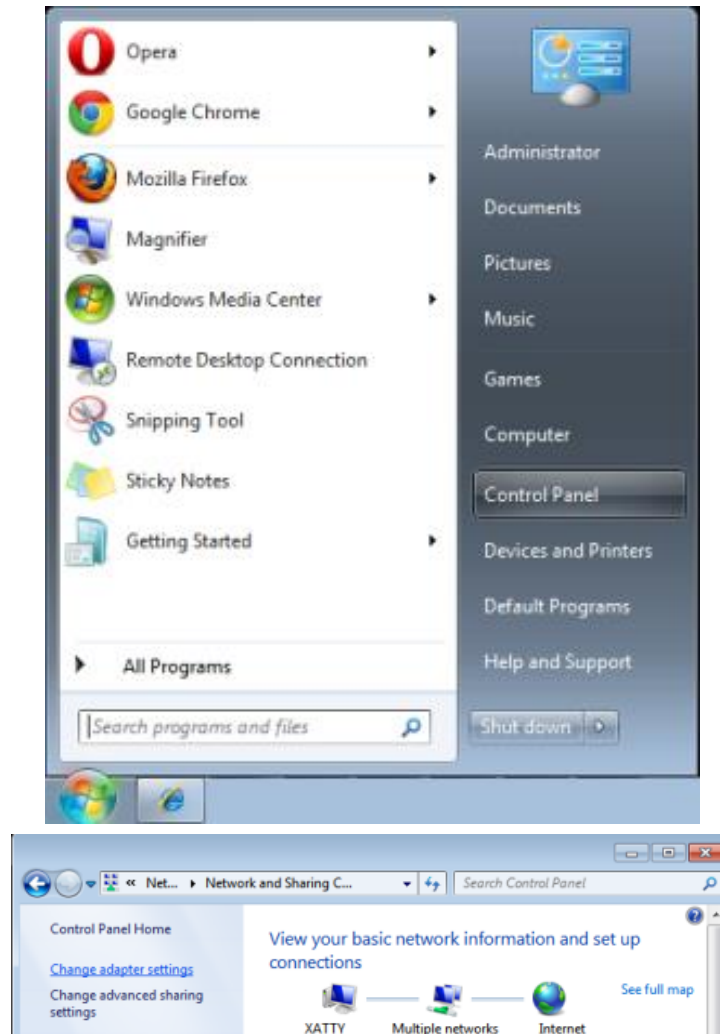 Opera
Google Chrome
Mozilla Firefox
Magnifier
Windows Media Center
Remote Desktop Connection
Snipping Tool
Sticky Notes
Getting Started
All Programs
Search programs and files
Administrator
Documents
Pictures
Music
Games
Computer
Control Panel
Devices and Printers
Default Programs
Help and Support
Shut down
« Net... Network and Sharing C...
Search Control Panel
Control Panel Home
Change adapter settings
Change advanced sharing
settings
View your basic network information and set up
connections
See full map
XATTY
Multiple networks
Internet